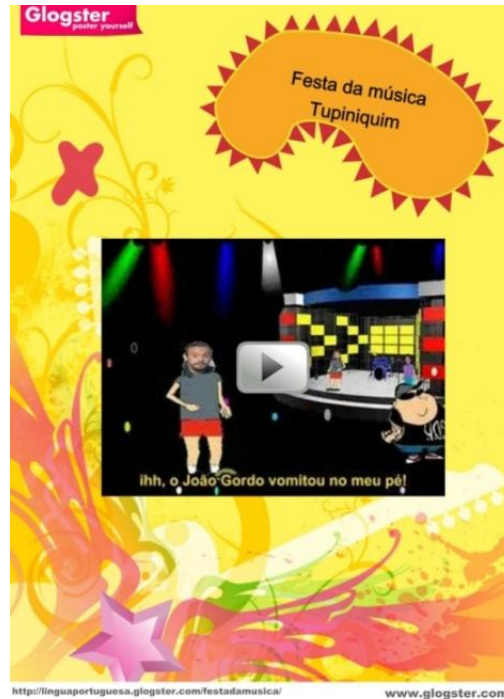 Glogster
poster yourself
Festa da música
Tupiniquim
ihh, o João Gordo vomitou no meu pé!
http://linguaportuguesa.glogster.com/festadamusica/
www.glogster.com